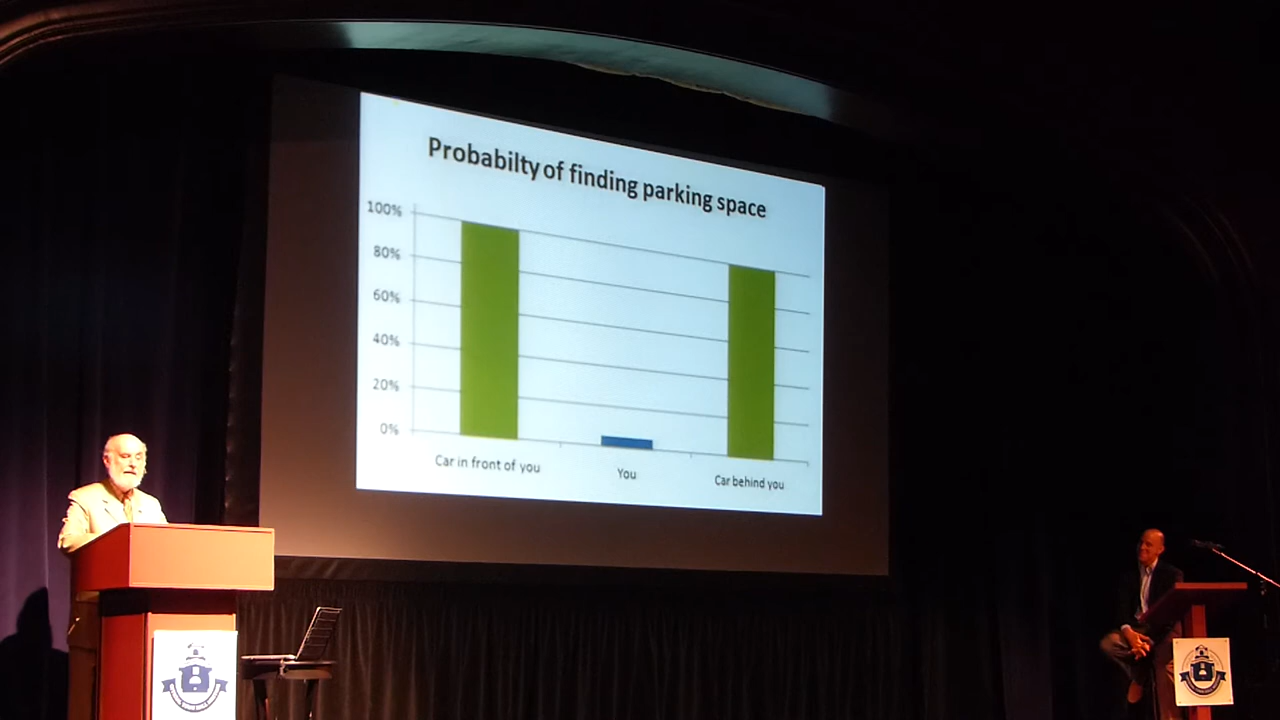 Probabilty of finding parking space
100%
80%
60%
40%
20%
0%
Car in front of you
You
Car behind you